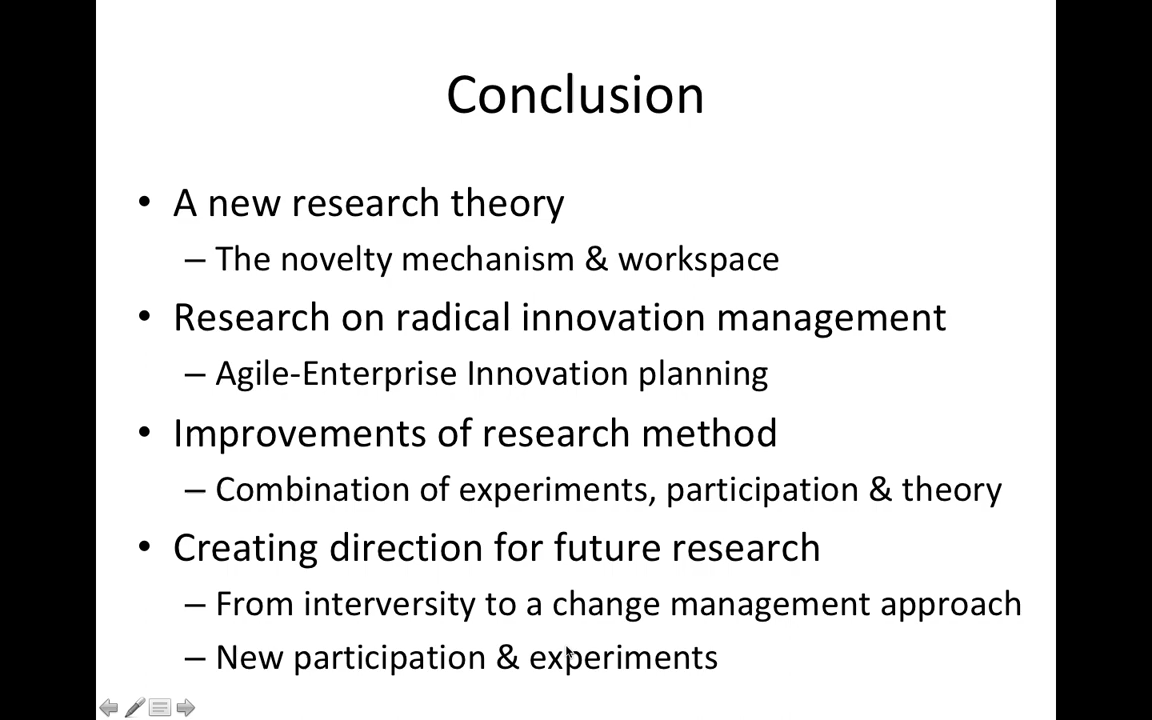 Conclusion
• A new research theory
– The novelty mechanism & workspace
• Research on radical innovation management
– Agile-Enterprise Innovation planning
• Improvements of research method
– Combination of experiments, participation & theory
• Creating direction for future research
– From interversity to a change management approach
– New participation & experiments